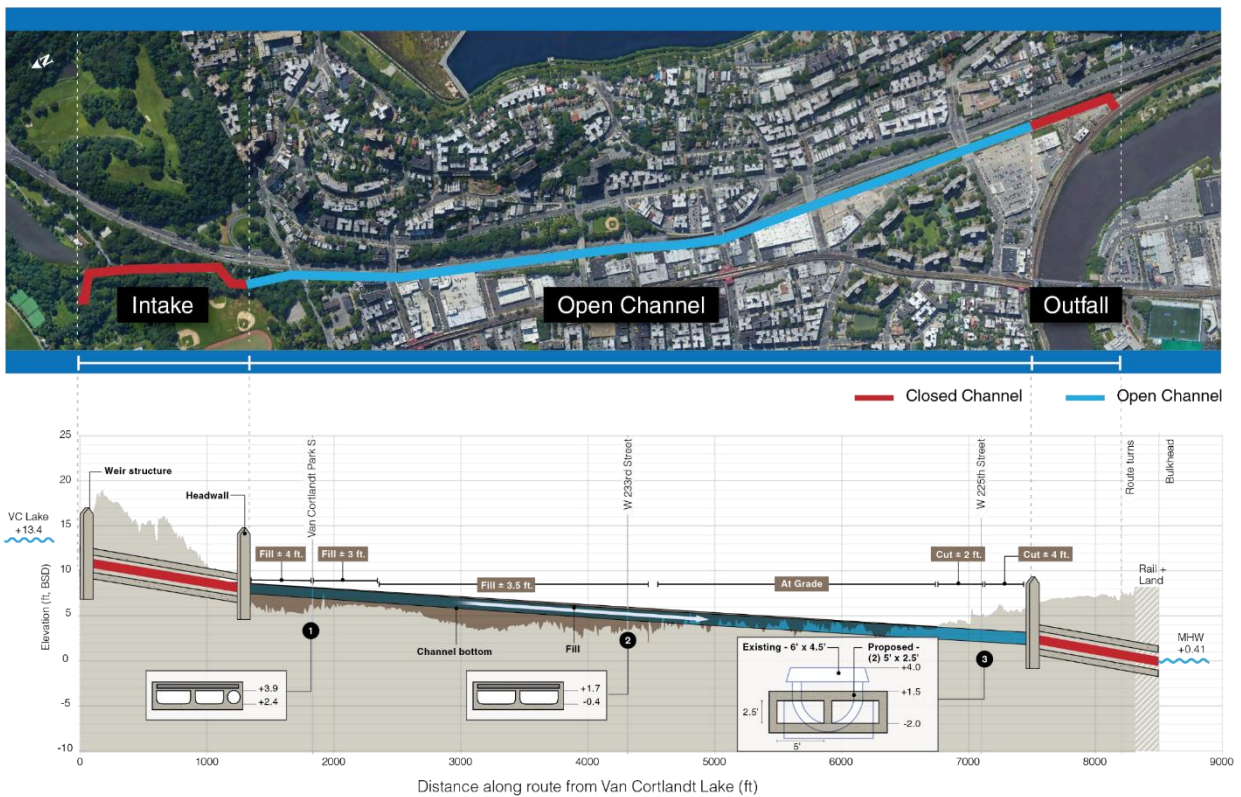 N
Intake
Open Channel
Outfall
Closed Channel
Open Channel
25
20
15
10
5
0
-5
-10
Elevation (ft, BSD)
VC Lake
+13.4
Weir structure
Headwall
Van Cortlandt Park S
W 233rd Street
W 225th Street
Route turns
Bulkhead
Fill ± 4 ft.
Fill ± 3 ft.
Fill ± 3.5 ft.
At Grade
Cut ± 2 ft.
Cut ± 4 ft.
Rail +
Land
MHW
+0.41
Channel bottom
Fill
1
2
3
+3.9
+2.4
+1.7
-0.4
Existing - 6' x 4.5'
Proposed -
(2) 5' x 2.5'
+4.0
+1.5
-2.0
2.5'
5'
0
1000
2000
3000
4000
5000
6000
7000
8000
9000
Distance along route from Van Cortlandt Lake (ft)